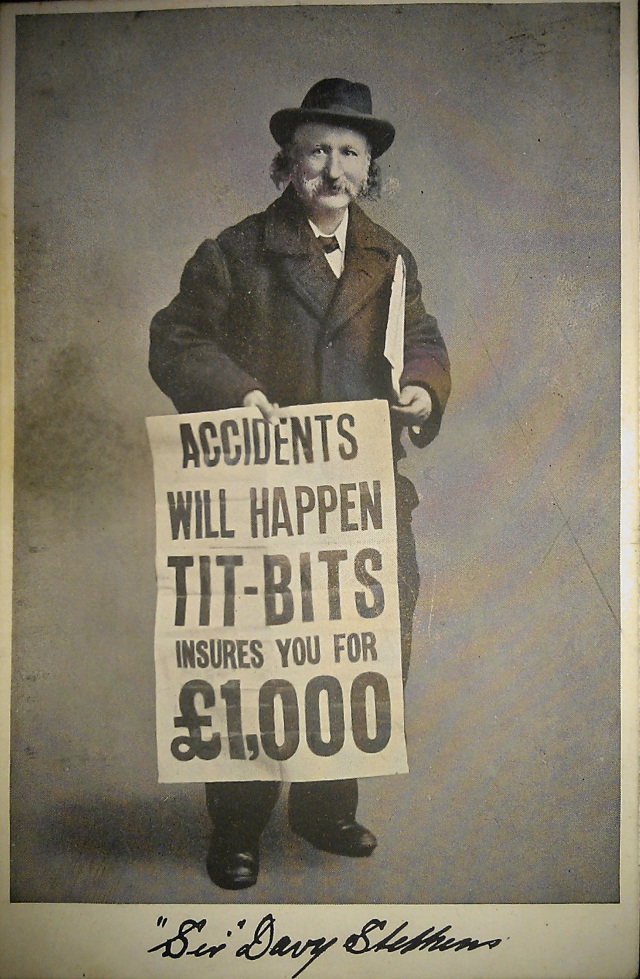 ACCIDENTS
WILL HAPPEN
TIT-BITS
INSURES YOU FOR
£1,000
"Sir" Davy Stephens